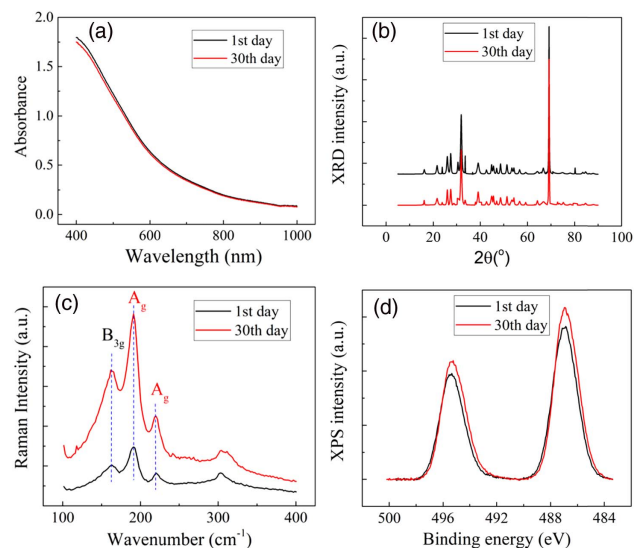 (a)
1st day
30th day
Absorbance
2.0
1.5
1.0
0.5
0.0
400 600 800 1000
Wavelength (nm)
(b)
1st day
30th day
XRD intensity (a.u.)
0 20 40 60 80 100
2θ(°)
(c)
1st day
30th day
B3g
Ag
Ag
Raman Intensity (a.u.)
100 200 300 400
Wavenumber (cm⁻¹)
(d)
1st day
30th day
XPS intensity (a.u.)
500 496 492 488 484
Binding energy (eV)